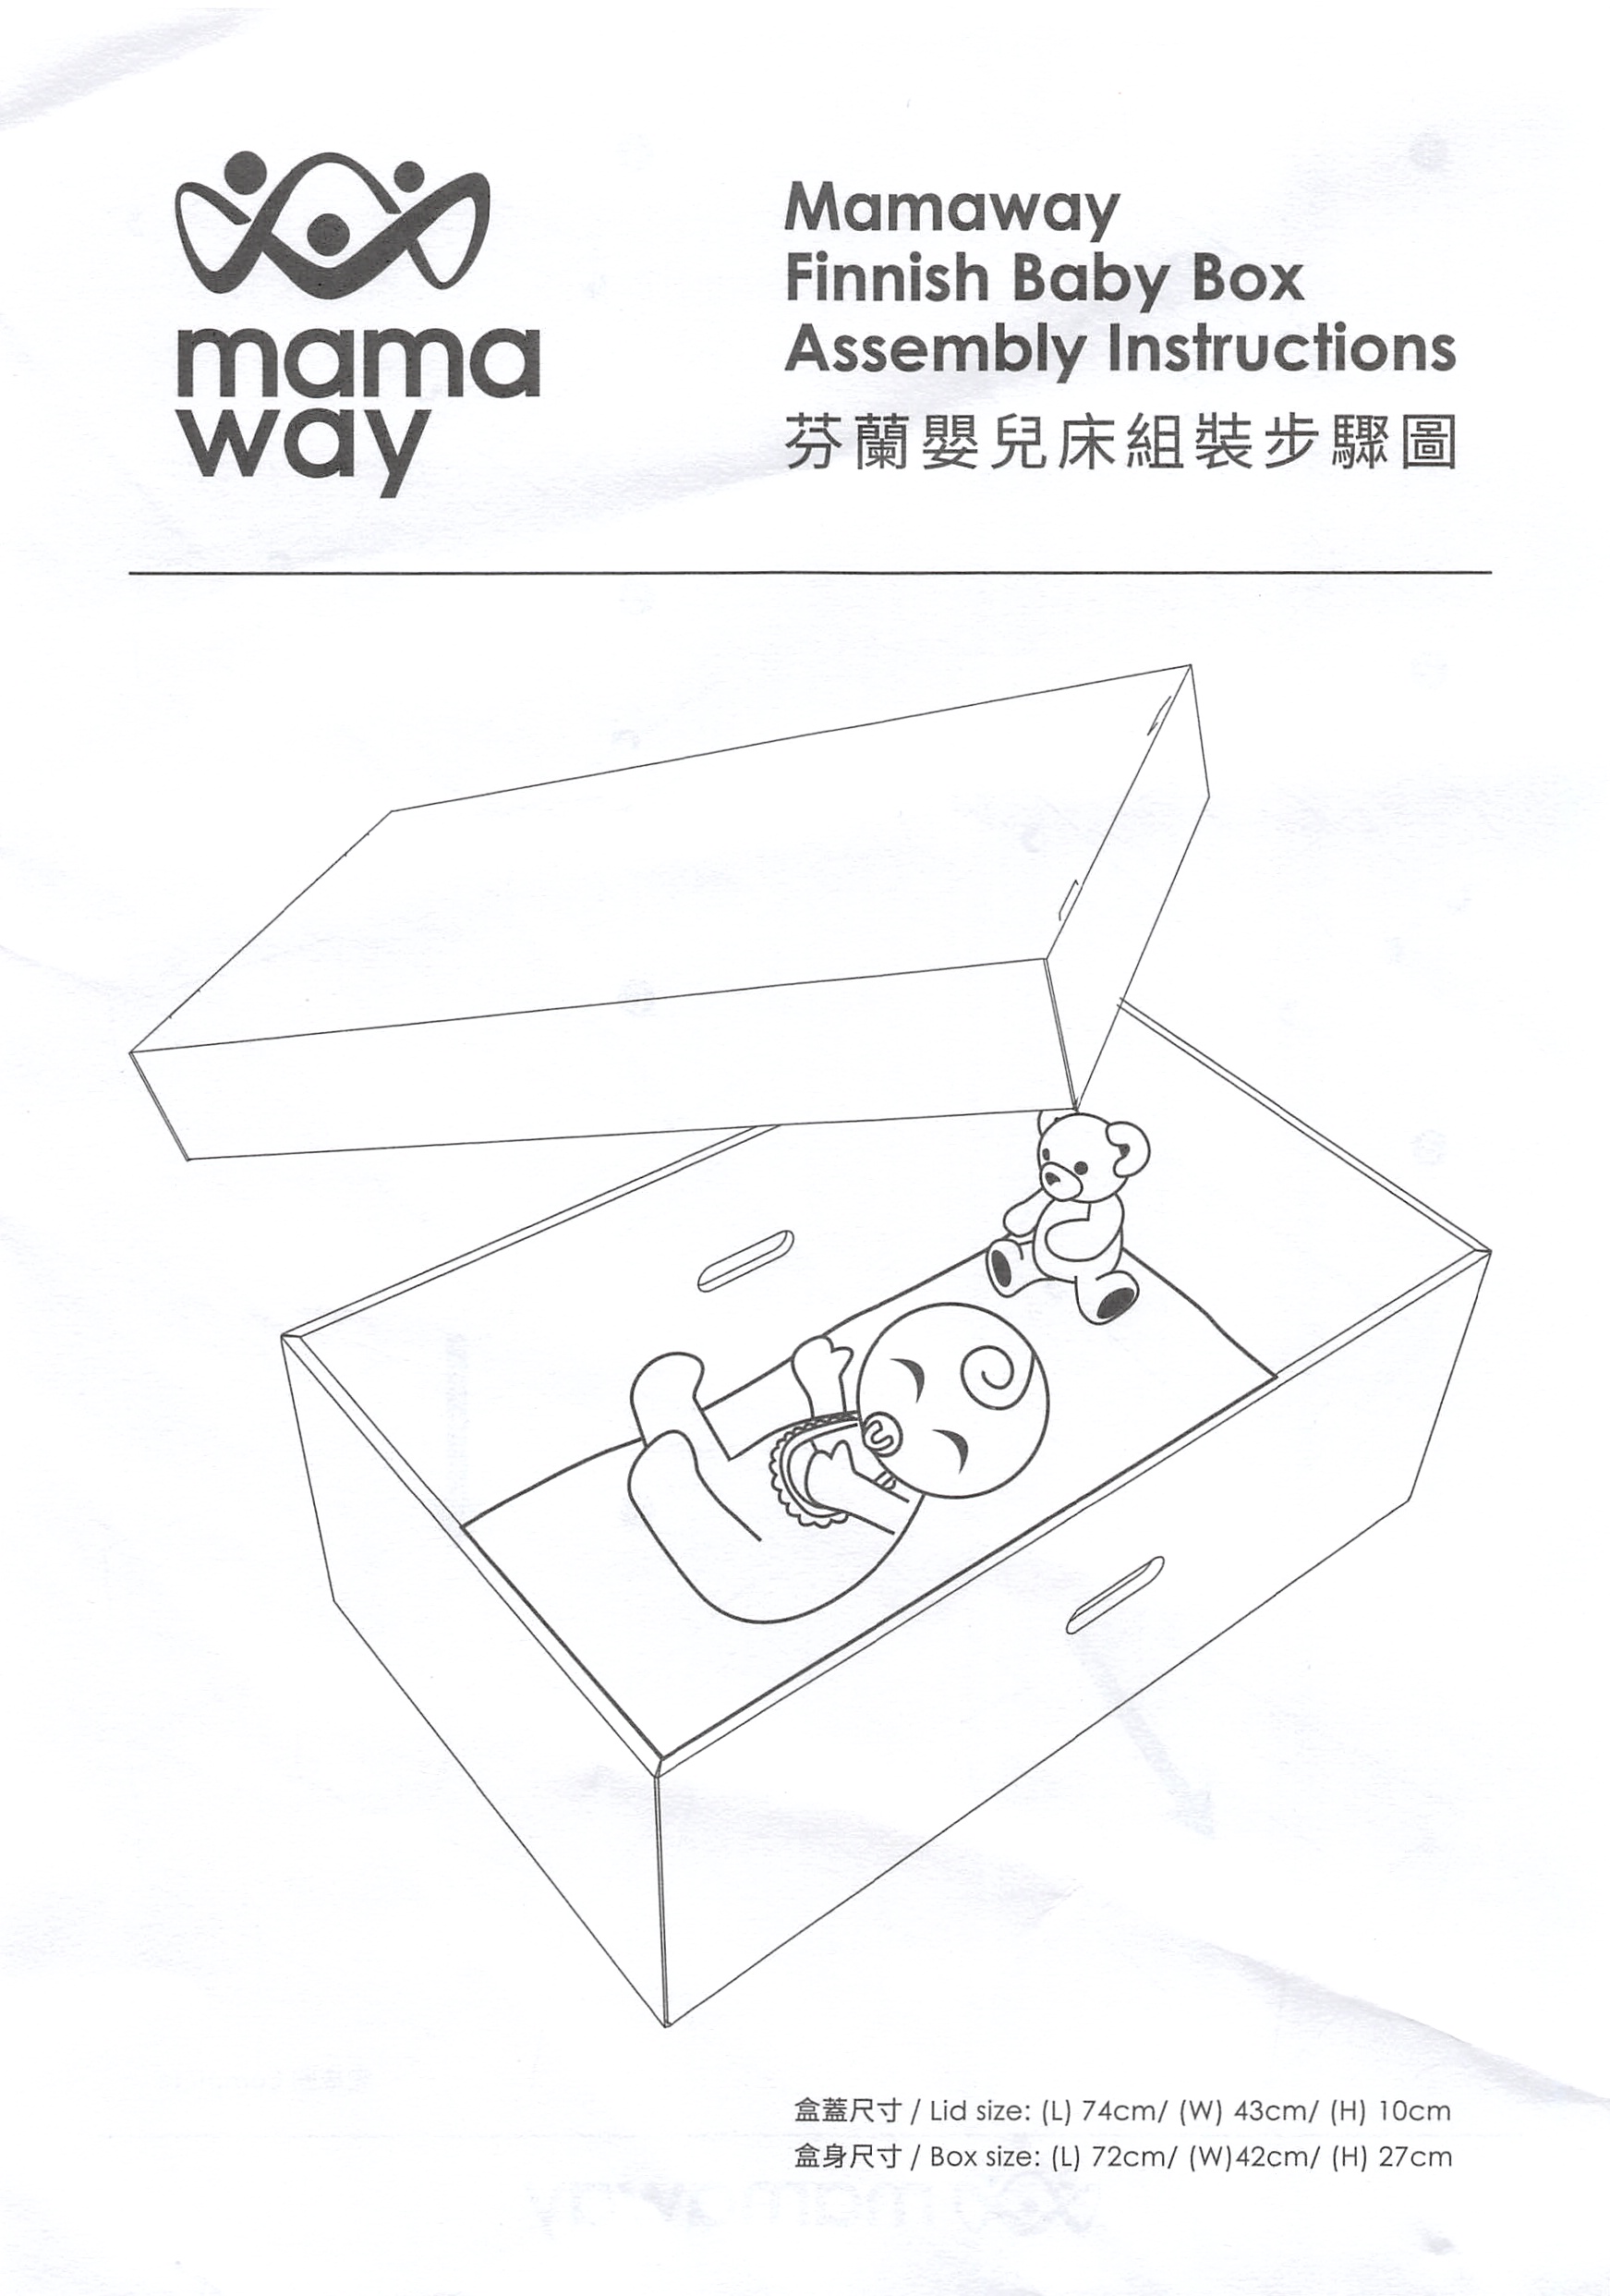 mama
way
Mamaway
Finnish Baby Box
Assembly Instructions
芬蘭嬰兒床組裝步驟圖
盒蓋尺寸 / Lid size: (L) 74cm/ (W) 43cm/ (H) 10cm
盒身尺寸 / Box size: (L) 72cm/ (W)42cm/ (H) 27cm